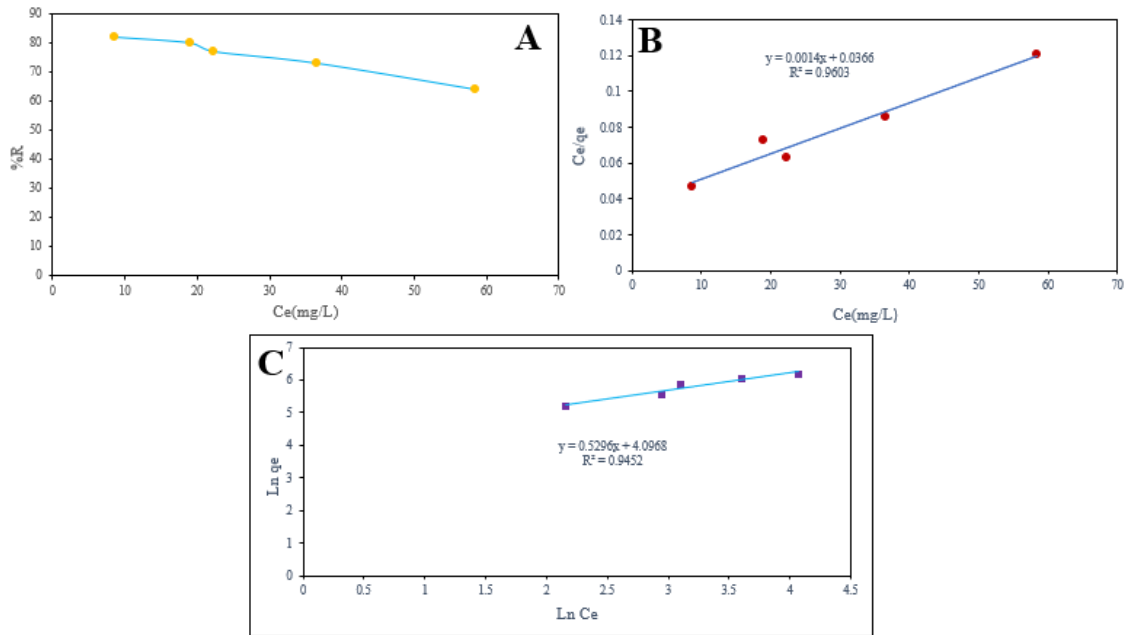 A
90
80
70
60
50
40
30
20
10
0
%R
0 10 20 30 40 50 60 70
Ce(mg/L)
B
y = 0.0014x + 0.0366
R² = 0.9603
0.14
0.12
0.1
0.08
0.06
0.04
0.02
0
Ce/qe
0 10 20 30 40 50 60 70
Ce(mg/L)
C
7
6
5
4
3
2
1
0
Ln qe
y = 0.5296x + 4.0968
R² = 0.9452
0 0.5 1 1.5 2 2.5 3 3.5 4 4.5
Ln Ce